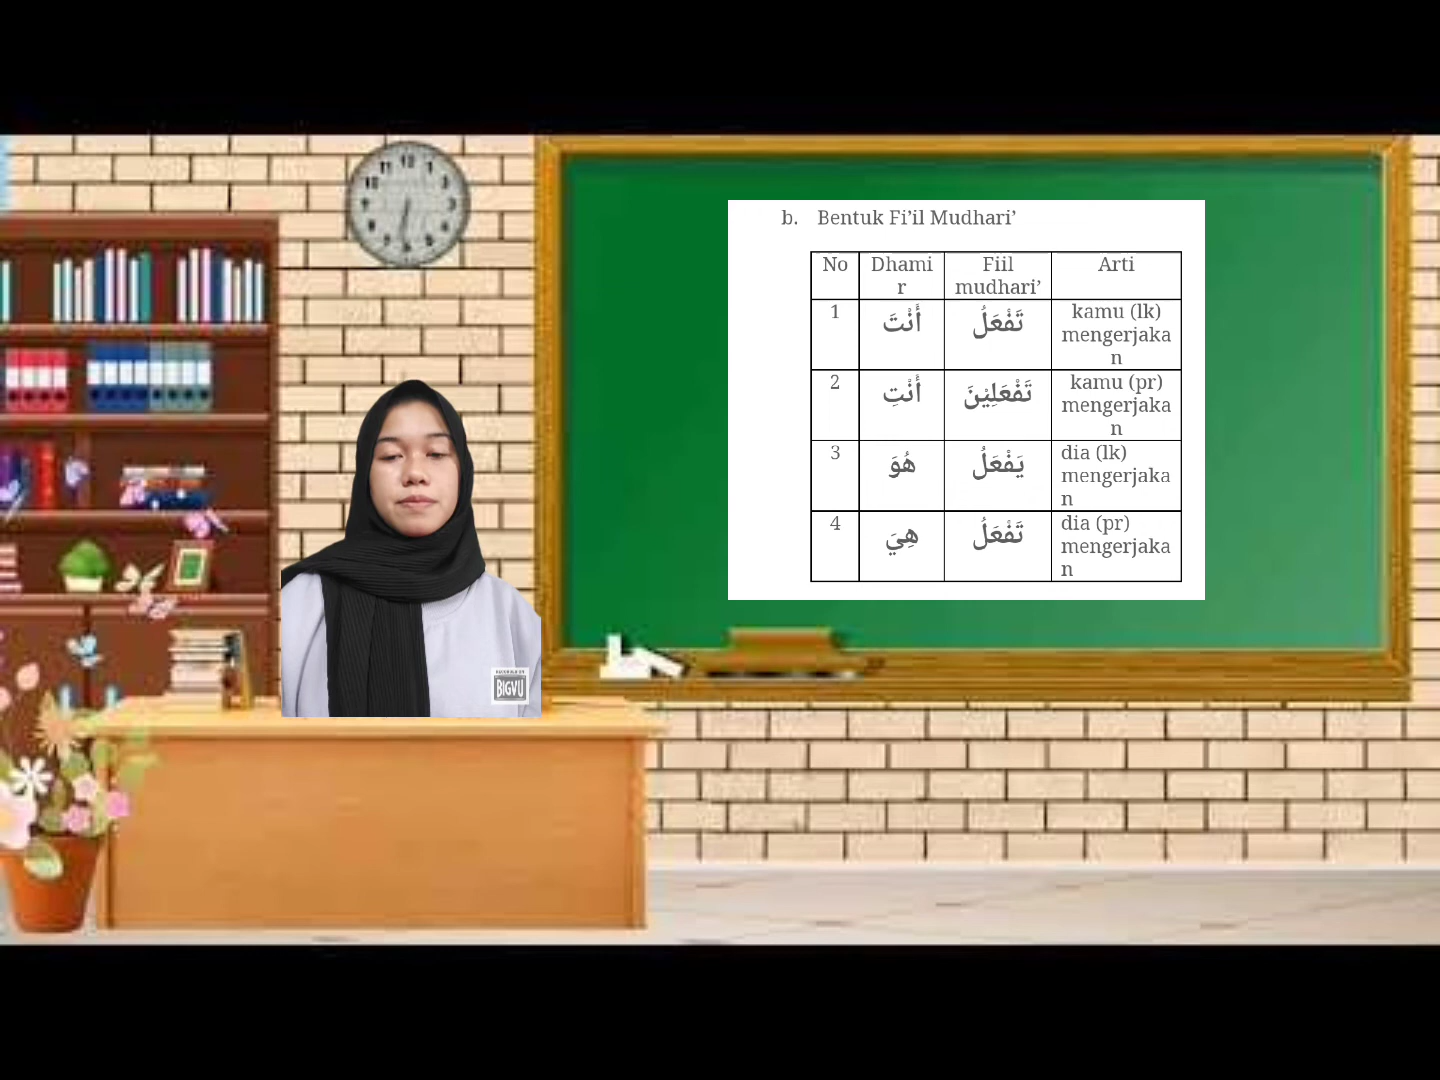 b. Bentuk Fi'il Mudhari'
No Dhami Fiil Arti
r mudhari'
1 أَنْتَ تَفْعَلُ kamu (lk)
mengerjaka
n
2 أَنْتِ تَفْعَلِيْنَ kamu (pr)
mengerjaka
n
3 هُوَ يَفْعَلُ dia (lk)
mengerjaka
n
4 هِيَ تَفْعَلُ dia (pr)
mengerjaka
n
BIGVU